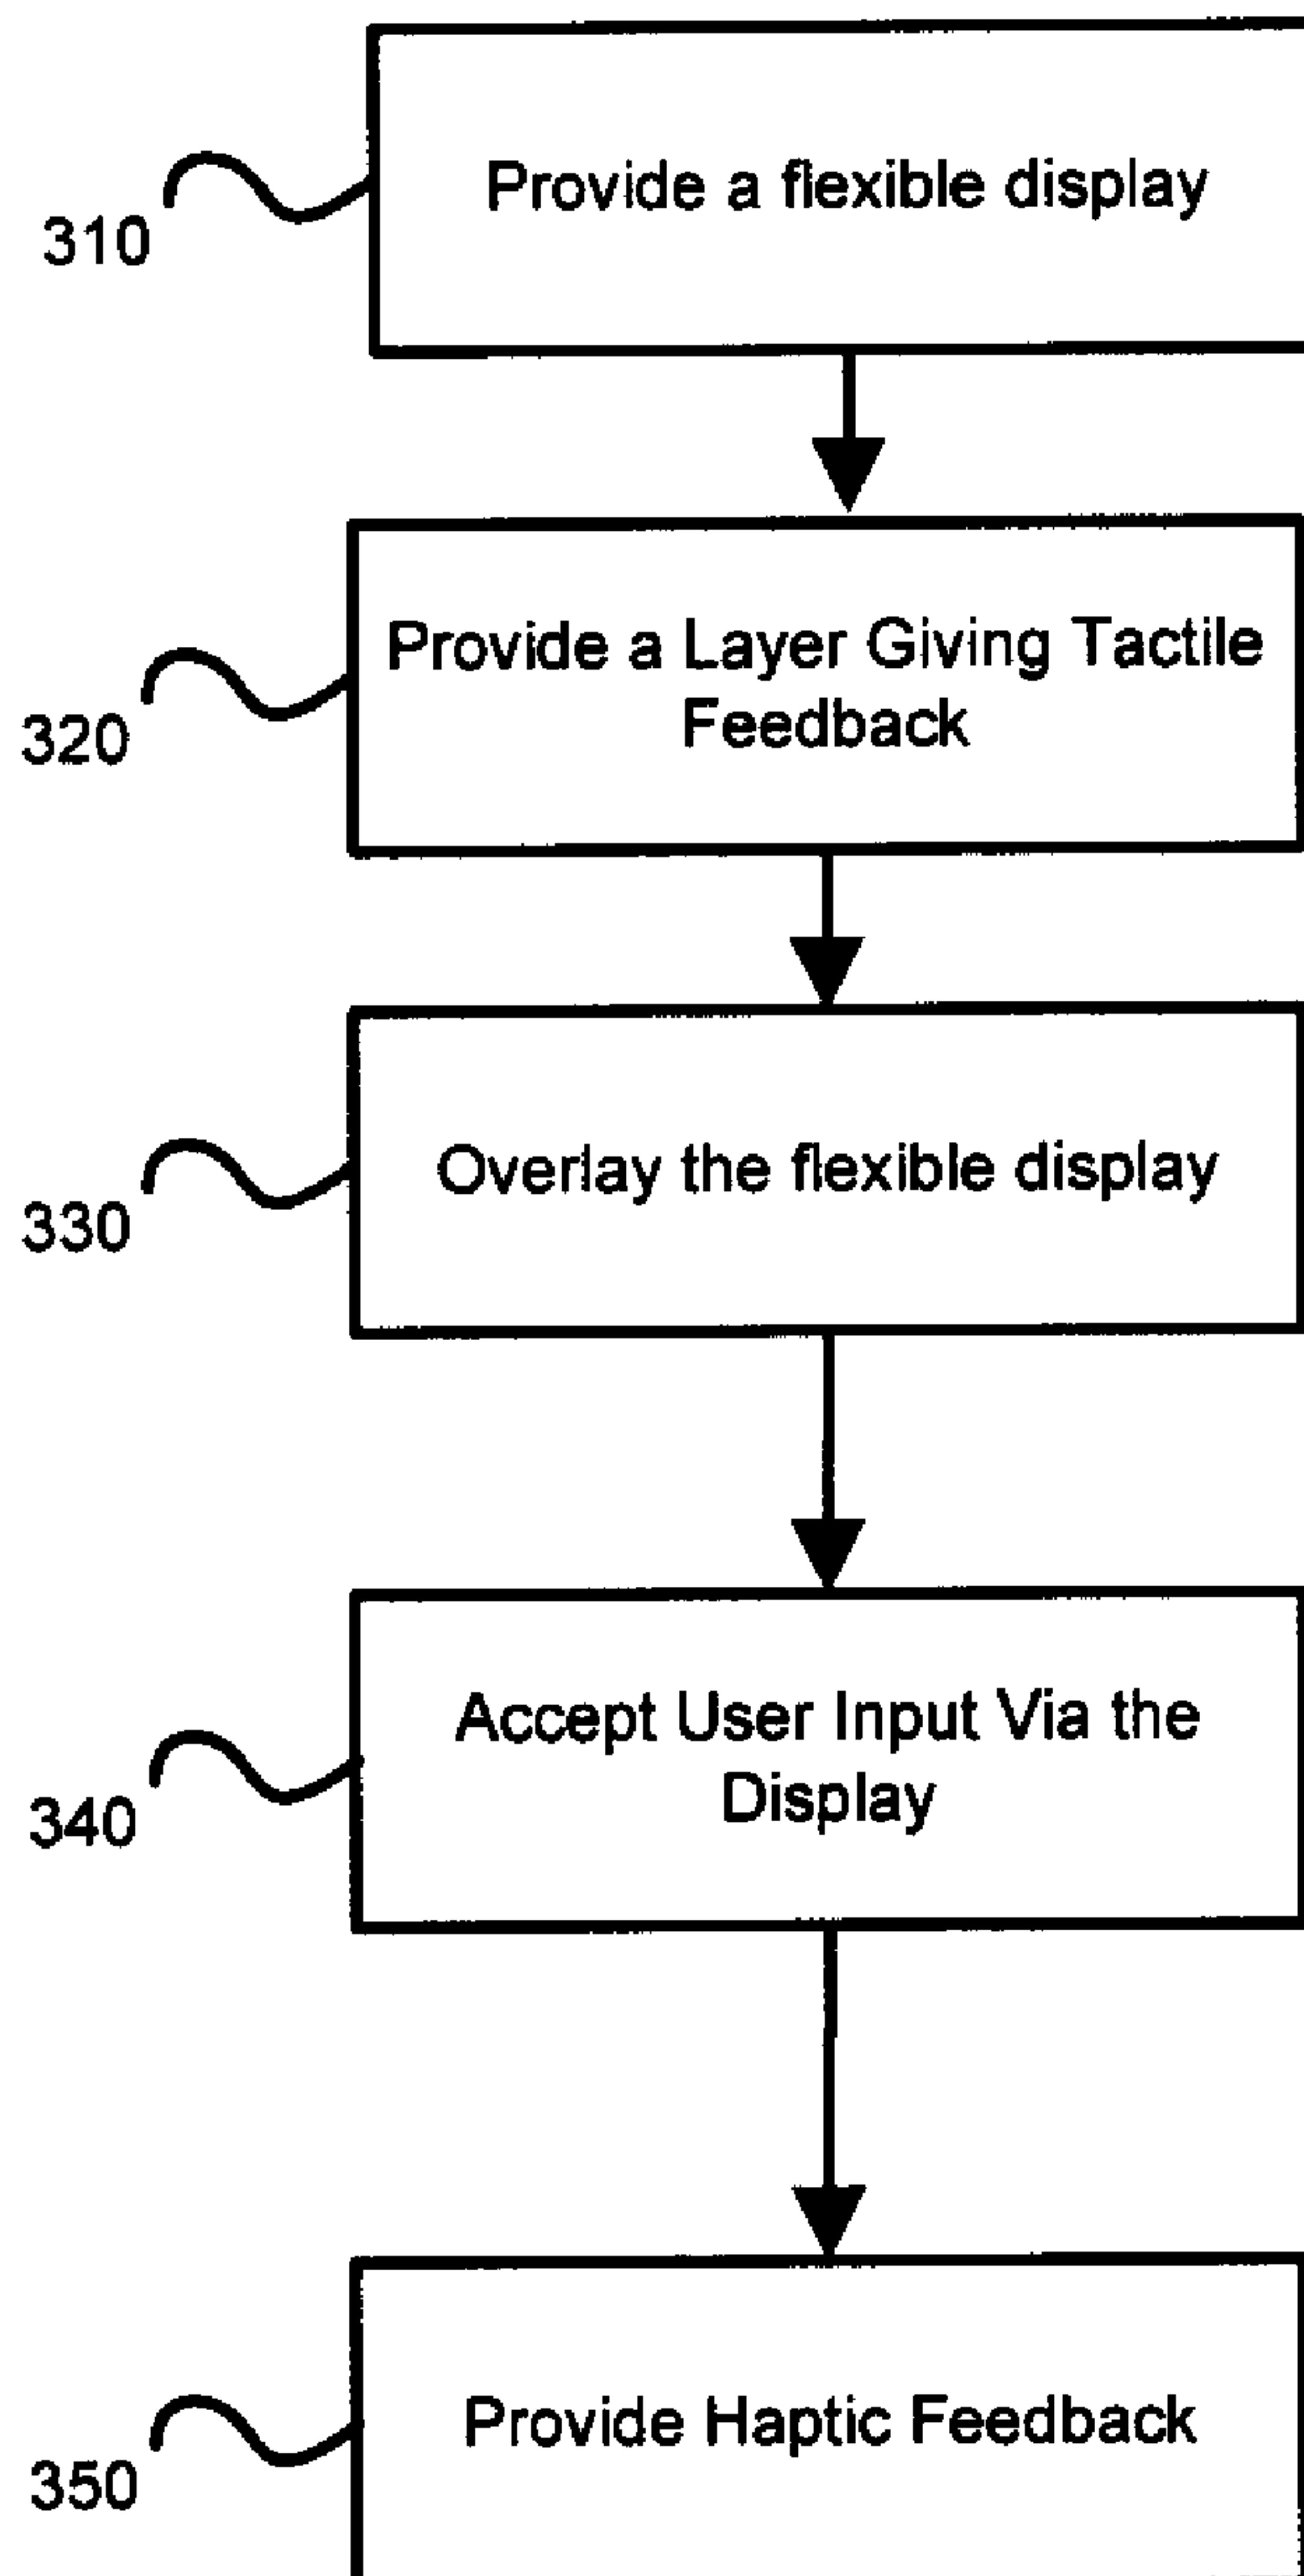 Provide a flexible display
310
Provide a Layer Giving Tactile
Feedback
320
Overlay the flexible display
330
Accept User Input Via the
Display
340
Provide Haptic Feedback
350